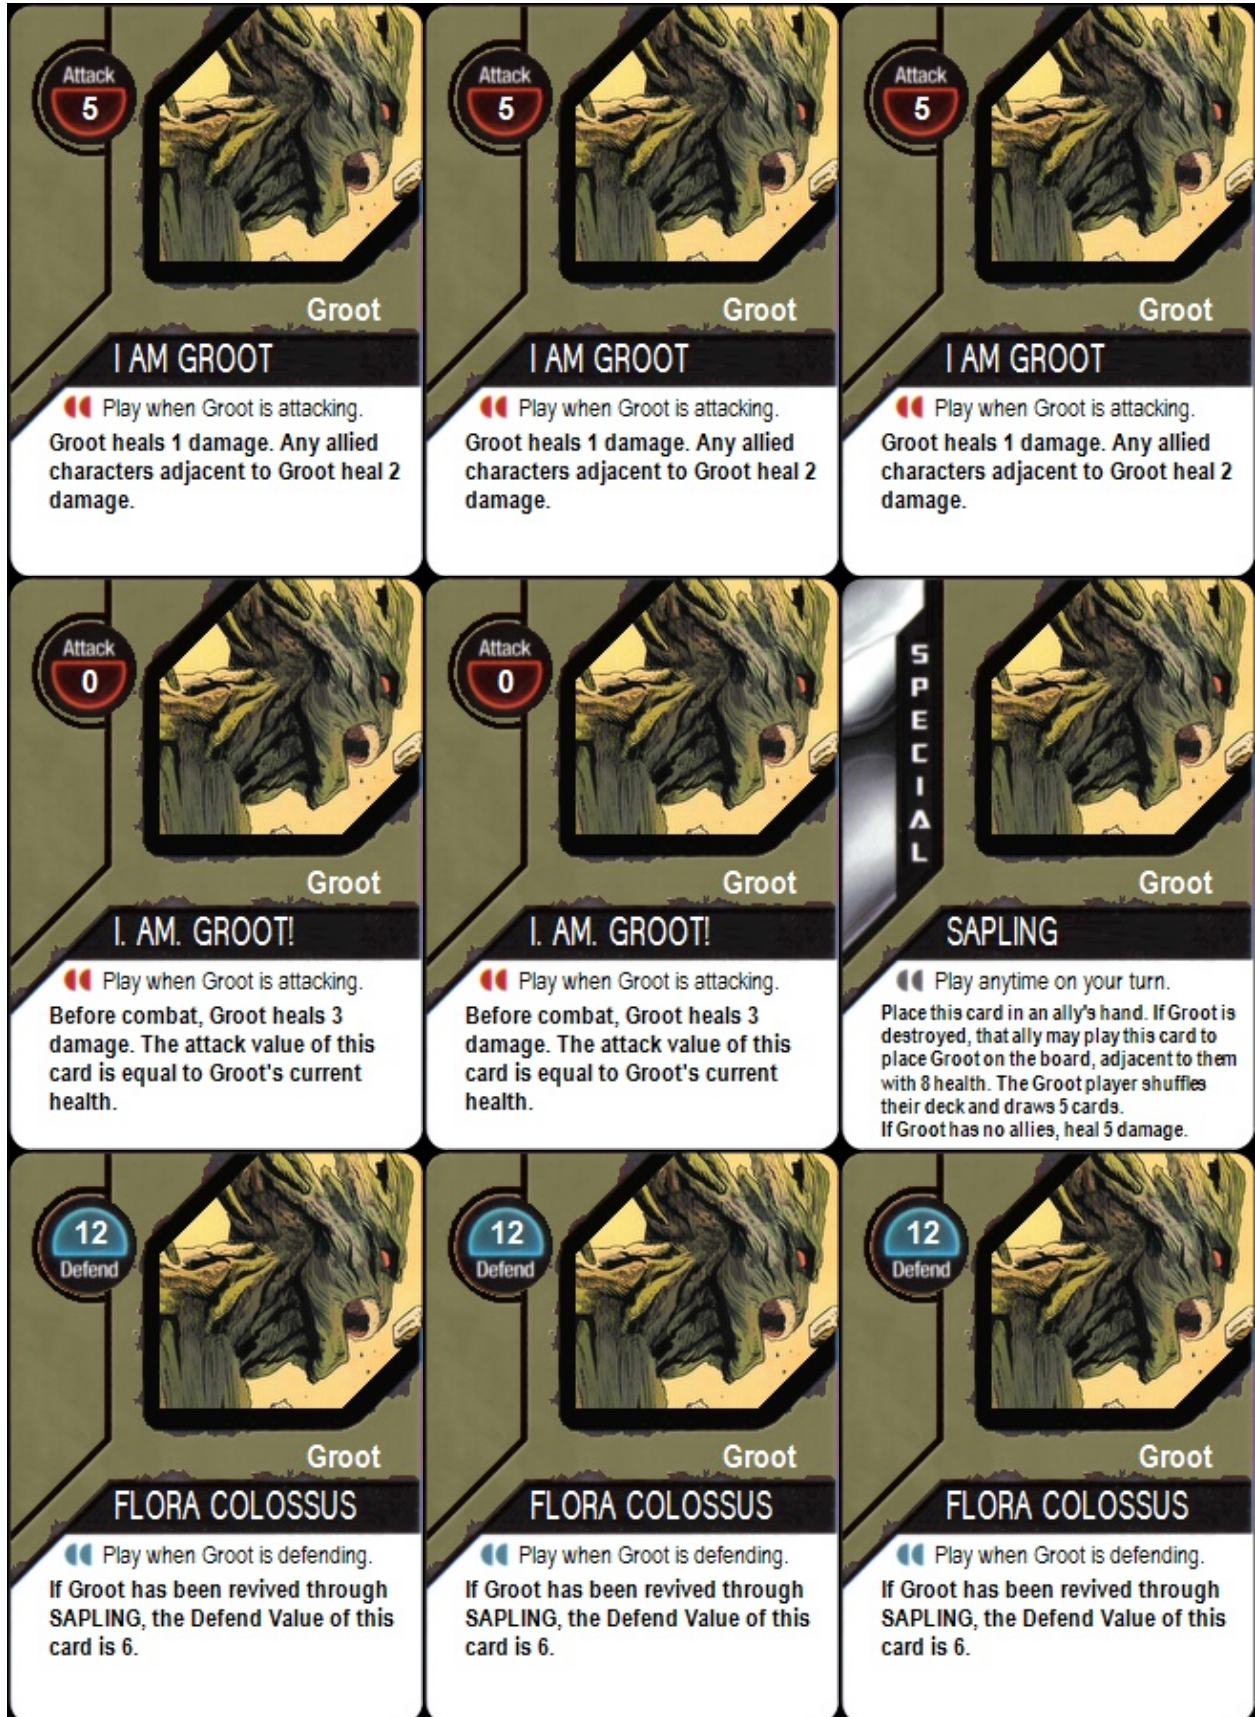 Attack
5
Groot
I AM GROOT
Play when Groot is attacking.
Groot heals 1 damage. Any allied
characters adjacent to Groot heal 2
damage.
Attack
5
Groot
I AM GROOT
Play when Groot is attacking.
Groot heals 1 damage. Any allied
characters adjacent to Groot heal 2
damage.
Attack
5
Groot
I AM GROOT
Play when Groot is attacking.
Groot heals 1 damage. Any allied
characters adjacent to Groot heal 2
damage.
Attack
0
Groot
I. AM. GROOT!
Play when Groot is attacking.
Before combat, Groot heals 3
damage. The attack value of this
card is equal to Groot's current
health.
Attack
0
Groot
I. AM. GROOT!
Play when Groot is attacking.
Before combat, Groot heals 3
damage. The attack value of this
card is equal to Groot's current
health.
SPECIAL
Groot
SAPLING
Play anytime on your turn.
Place this card in an ally's hand. If Groot is
destroyed, that ally may play this card to
place Groot on the board, adjacent to them
with 8 health. The Groot player shuffles
their deck and draws 5 cards.
If Groot has no allies, heal 5 damage.
12
Defend
Groot
FLORA COLOSSUS
Play when Groot is defending.
If Groot has been revived through
SAPLING, the Defend Value of this
card is 6.
12
Defend
Groot
FLORA COLOSSUS
Play when Groot is defending.
If Groot has been revived through
SAPLING, the Defend Value of this
card is 6.
12
Defend
Groot
FLORA COLOSSUS
Play when Groot is defending.
If Groot has been revived through
SAPLING, the Defend Value of this
card is 6.